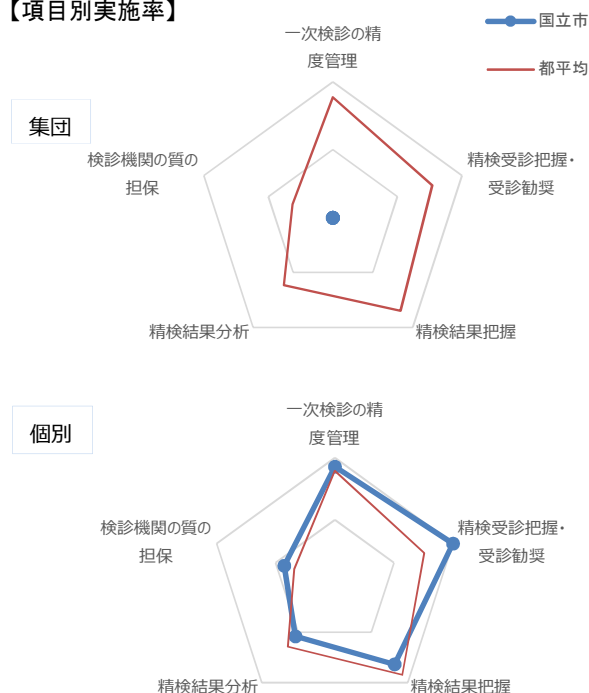 【項目別実施率】
国立市
都平均
集団
一次検診の精
度管理
精検受診把握・
受診勧奨
精検結果把握
精検結果分析
検診機関の質の
担保
個別
一次検診の精
度管理
精検受診把握・
受診勧奨
精検結果把握
精検結果分析
検診機関の質の
担保